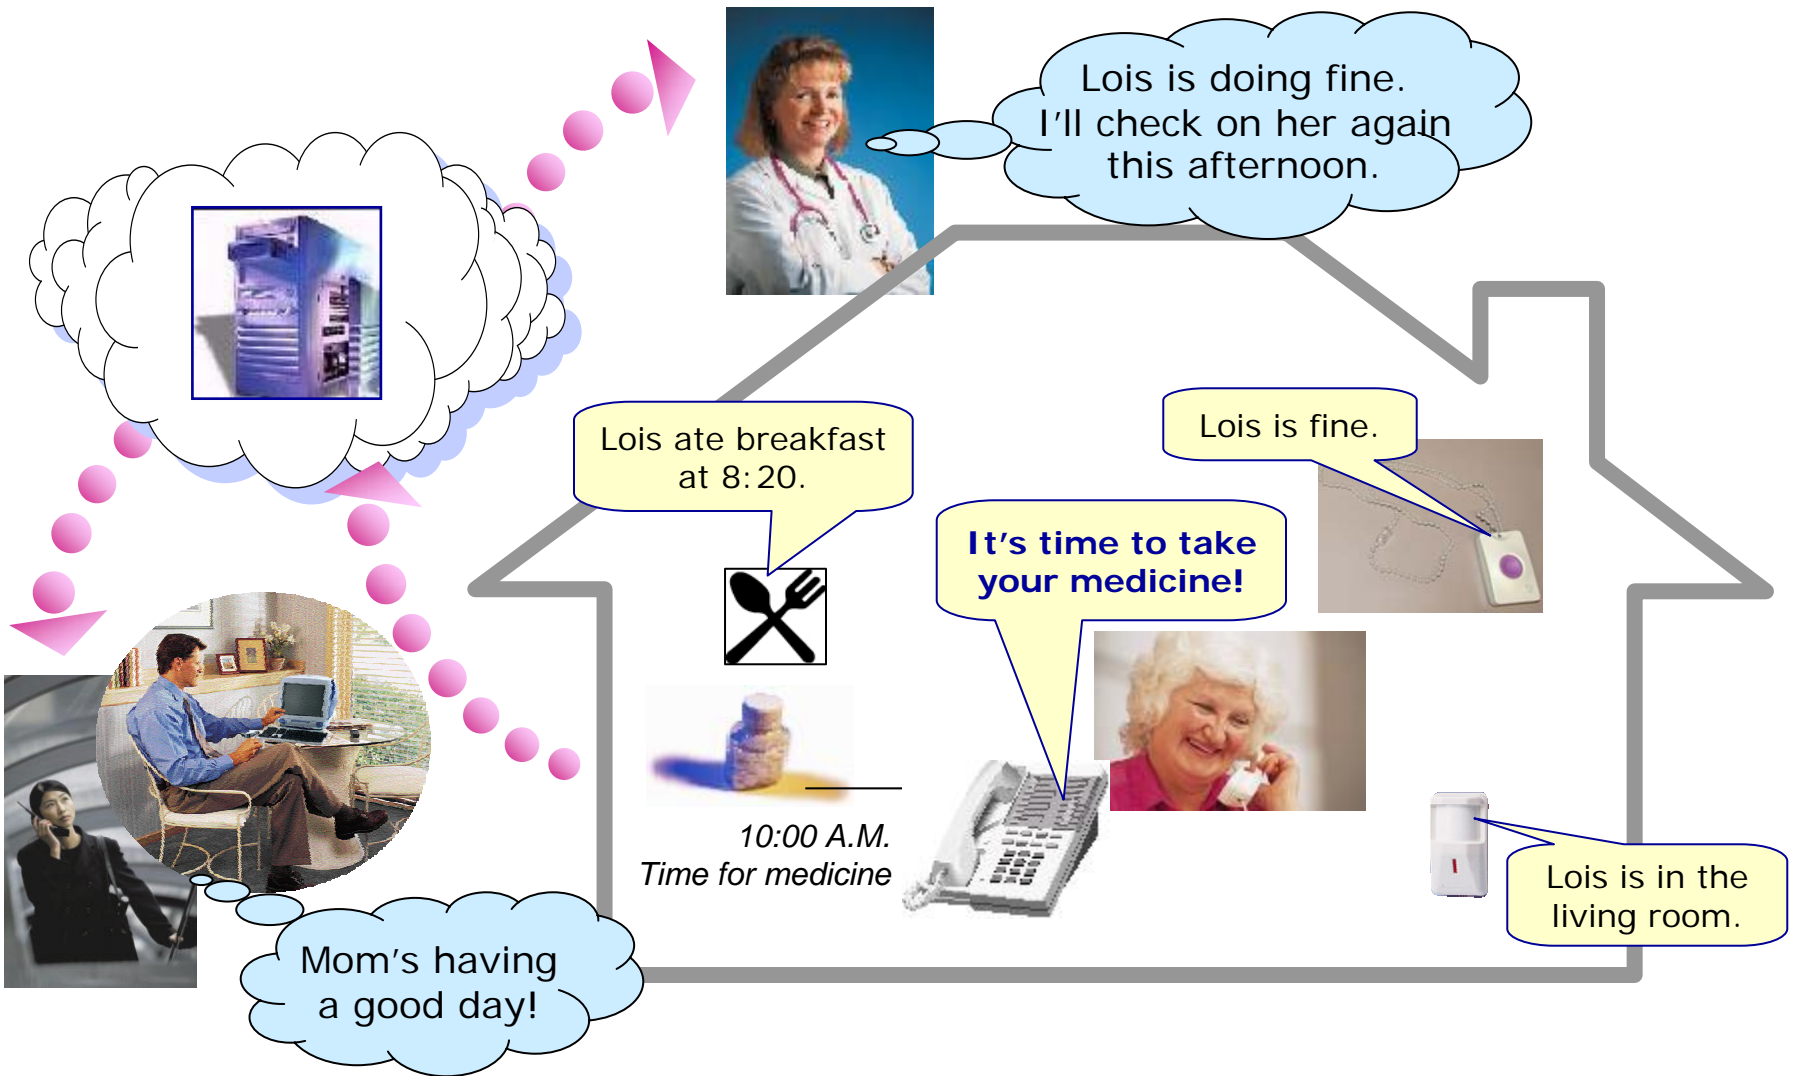 Lois is doing fine.
I'll check on her again
this afternoon.
Lois ate breakfast
at 8:20.
Lois is fine.
It's time to take
your medicine!
10:00 A.M.
Time for medicine
Lois is in the
living room.
Mom's having
a good day!